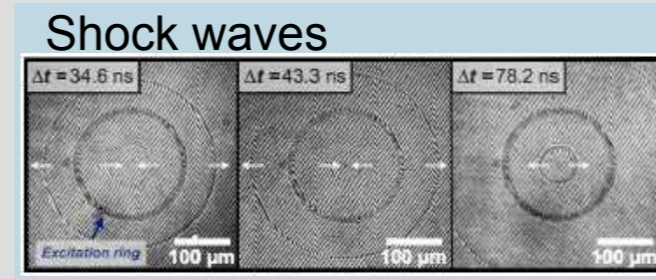 Shock waves
Δt = 34.6 ns
Δt = 43.3 ns
Δt = 78.2 ns
Excitation ring
100 μm
100 μm
100 μm